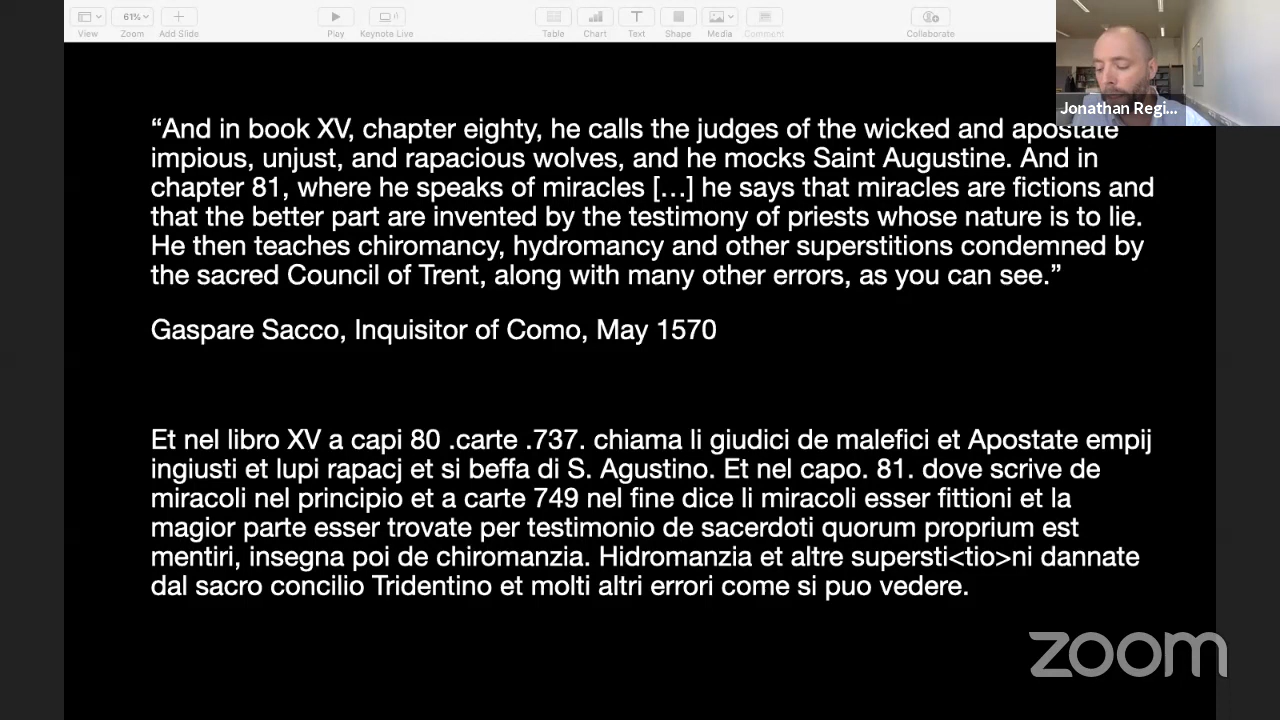 View
61%
Zoom
Add Slide
Play
Keynote Live
Table
Chart
Text
Shape
Media
Comment
Collaborate
Jonathan Regi...
“And in book XV, chapter eighty, he calls the judges of the wicked and apostate
impious, unjust, and rapacious wolves, and he mocks Saint Augustine. And in
chapter 81, where he speaks of miracles […] he says that miracles are fictions and
that the better part are invented by the testimony of priests whose nature is to lie.
He then teaches chiromancy, hydromancy and other superstitions condemned by
the sacred Council of Trent, along with many other errors, as you can see.”
Gaspare Sacco, Inquisitor of Como, May 1570
Et nel libro XV a capi 80 .carte .737. chiama li giudici de malefici et Apostate empij
ingiusti et lupi rapacj et si beffa di S. Agustino. Et nel capo. 81. dove scrive de
miracoli nel principio et a carte 749 nel fine dice li miracoli esser fittioni et la
magior parte esser trovate per testimonio de sacerdoti quorum proprium est
mentiri, insegna poi de chiromanzia. Hidromanzia et altre supersti<tio>ni dannate
dal sacro concilio Tridentino et molti altri errori come si puo vedere.
zoom